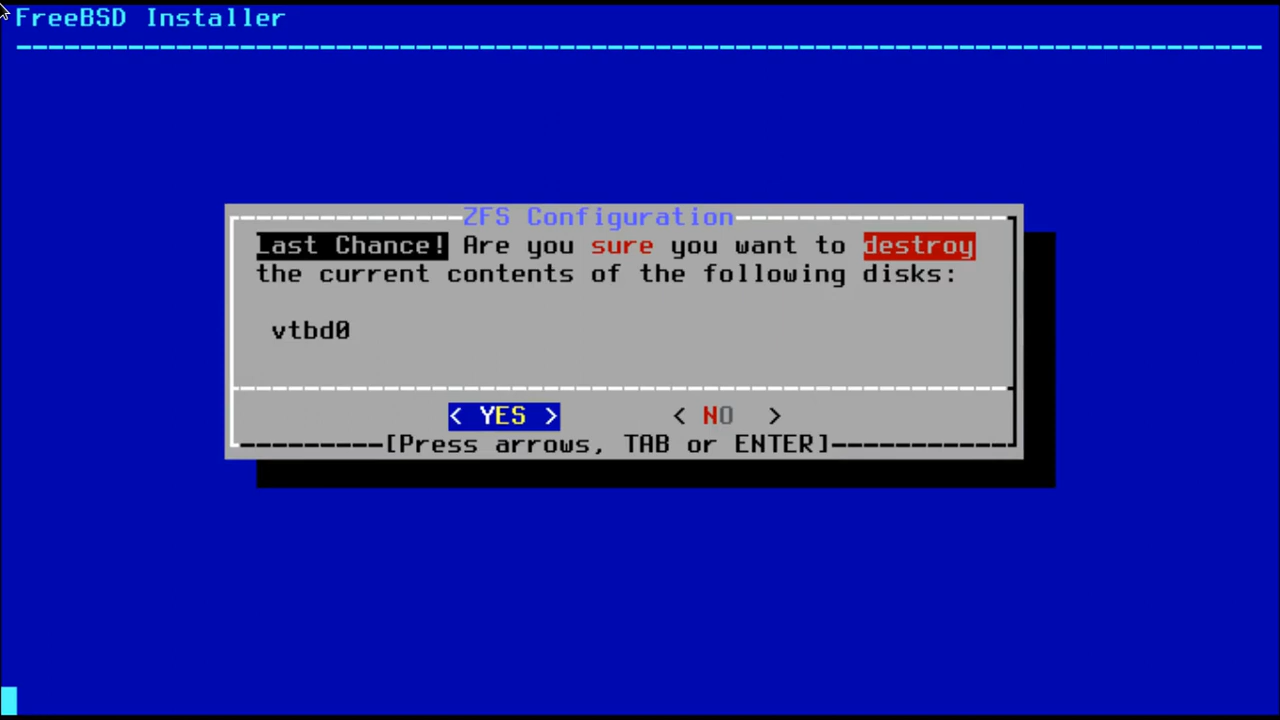 FreeBSD Installer
ZFS Configuration
Last Chance! Are you sure you want to destroy
the current contents of the following disks:
vtbd0
< YES > < NO >
[Press arrows, TAB or ENTER]